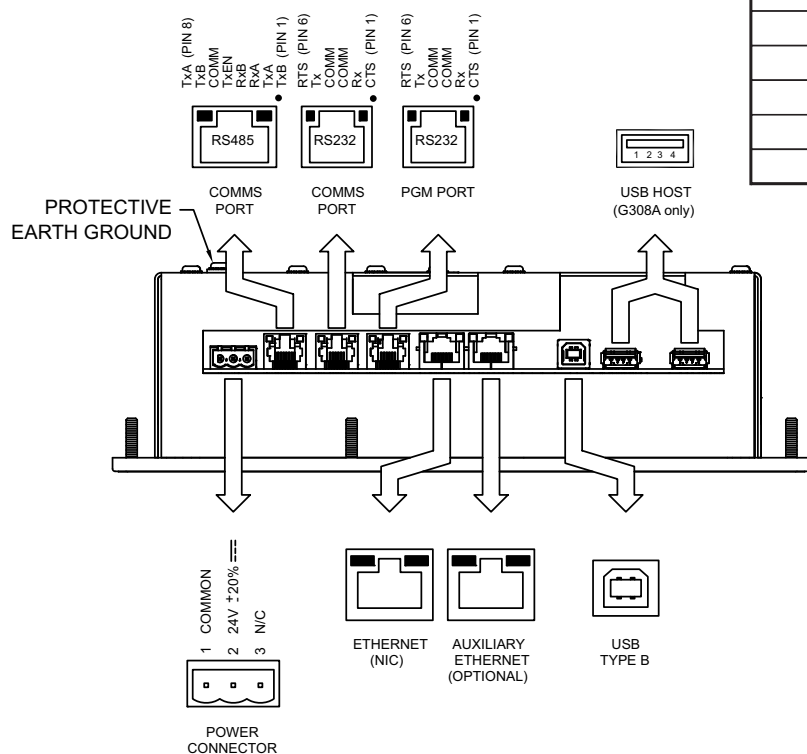 TxA (PIN 8)
TxB
COMM
TxEN
RxB
RxA
TxA
TxB (PIN 1)
RTS (PIN 6)
Tx
COMM
COMM
Rx
CTS (PIN 1)
RTS (PIN 6)
Tx
COMM
COMM
Rx
CTS (PIN 1)
RS485
RS232
RS232
1 2 3 4
COMMS
PORT
COMMS
PORT
PGM PORT
USB HOST
(G308A only)
PROTECTIVE
EARTH GROUND
1 COMMON
2 24V ±20%
3 N/C
ETHERNET
(NIC)
AUXILIARY
ETHERNET
(OPTIONAL)
USB
TYPE B
POWER
CONNECTOR